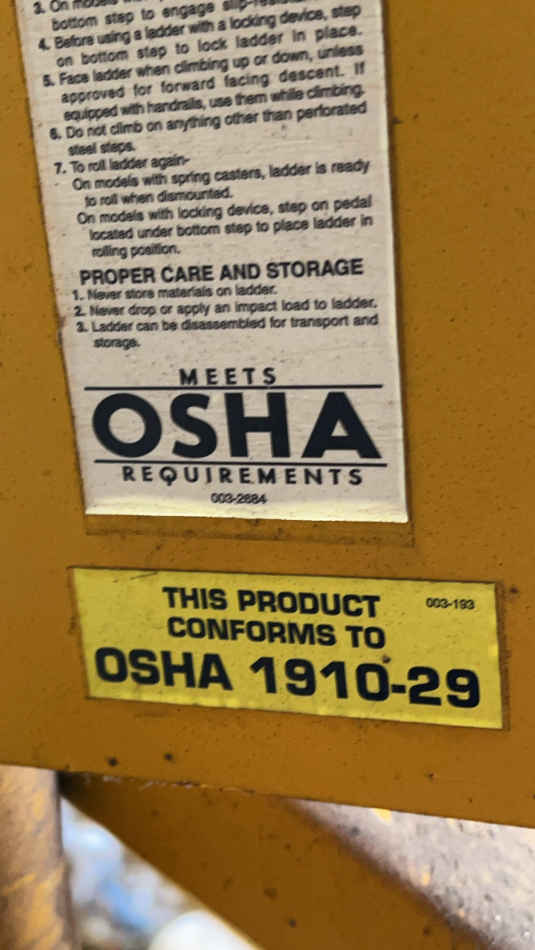 3. On models
bottom step to engage
4. Before using a ladder with a locking device, step
on bottom step to lock ladder in place.
5. Face ladder when climbing up or down, unless
approved for forward facing descent. If
equipped with handrails, use them while climbing.
6. Do not climb on anything other than perforated
steel steps.
7. To roll ladder again-
On models with spring casters, ladder is ready
to roll when dismounted.
On models with locking device, step on pedal
located under bottom step to place ladder in
rolling position.
PROPER CARE AND STORAGE
1. Never store materials on ladder.
2. Never drop or apply an impact load to ladder.
3. Ladder can be disassembled for transport and
storage.
MEETS
OSHA
REQUIREMENTS
003-2684
THIS PRODUCT 003-193
CONFORMS TO
OSHA 1910-29